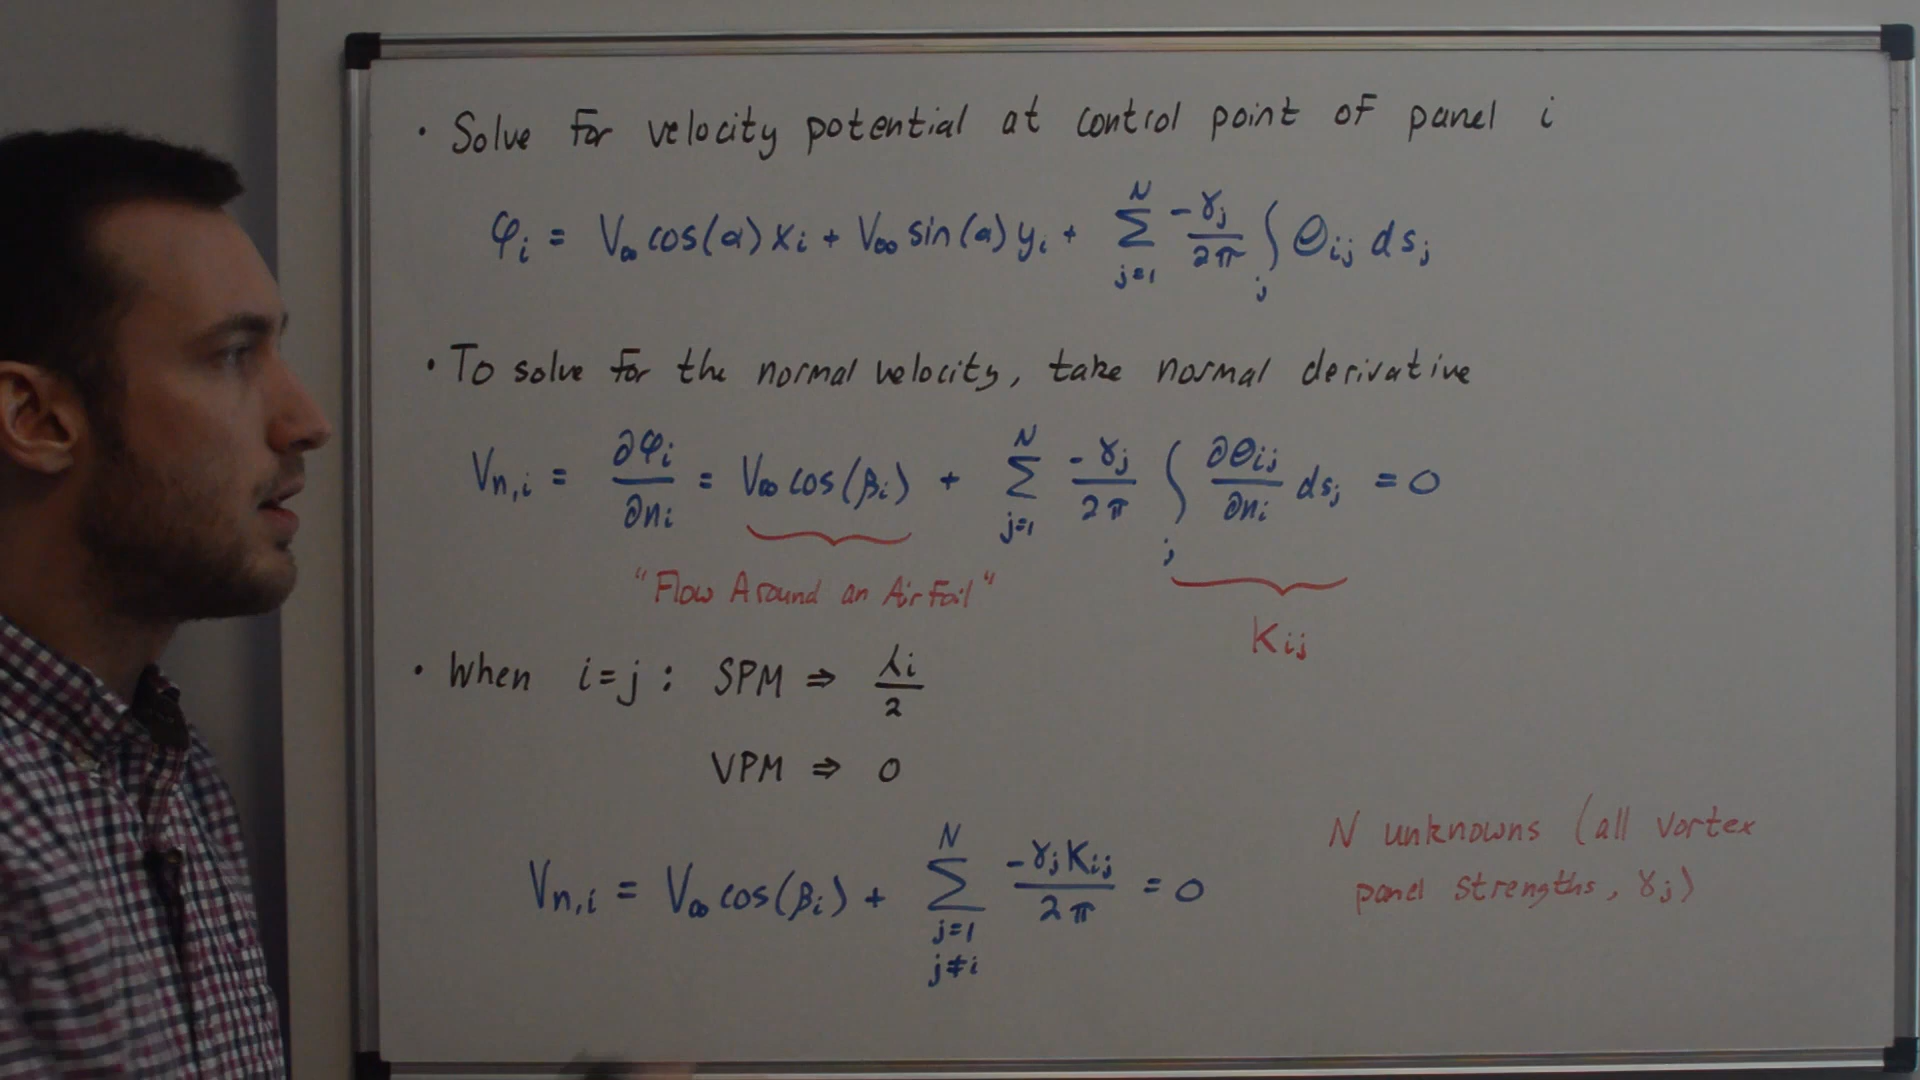 • Solve for velocity potential at control point of panel i
φi = V∞ cos(α) xi + V∞ sin(α) yi + Σ_{j=1}^{N} -γj/2π ∫j θij dsj
• To solve for the normal velocity, take normal derivative
Vn,i = ∂φi/∂ni = V∞ cos(βi) + Σ_{j=1}^{N} -γj/2π ∫j ∂θij/∂ni dsj = 0
"Flow Around an Airfoil"
Kij
• When i=j : SPM ⇒ λi/2
VPM ⇒ 0
Vn,i = V∞ cos(βi) + Σ_{j=1, j≠i}^{N} -γj Kij/2π = 0
N unknowns (all vortex
panel strengths, γj)